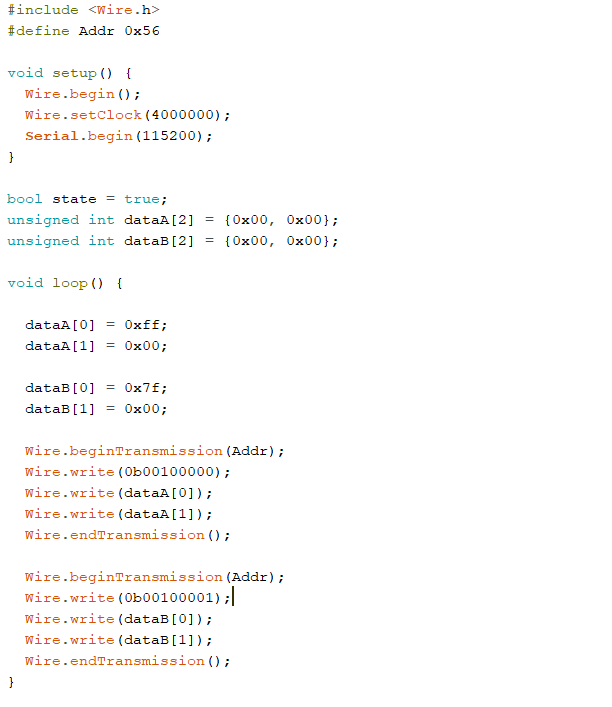 #include <Wire.h>
#define Addr 0x56
void setup() {
Wire.begin();
Wire.setClock(4000000);
Serial.begin(115200);
}
bool state = true;
unsigned int dataA[2] = {0x00, 0x00};
unsigned int dataB[2] = {0x00, 0x00};
void loop() {
dataA[0] = 0xff;
dataA[1] = 0x00;
dataB[0] = 0x7f;
dataB[1] = 0x00;
Wire.beginTransmission(Addr);
Wire.write(0b00100000);
Wire.write(dataA[0]);
Wire.write(dataA[1]);
Wire.endTransmission();
Wire.beginTransmission(Addr);
Wire.write(0b00100001);
Wire.write(dataB[0]);
Wire.write(dataB[1]);
Wire.endTransmission();
}